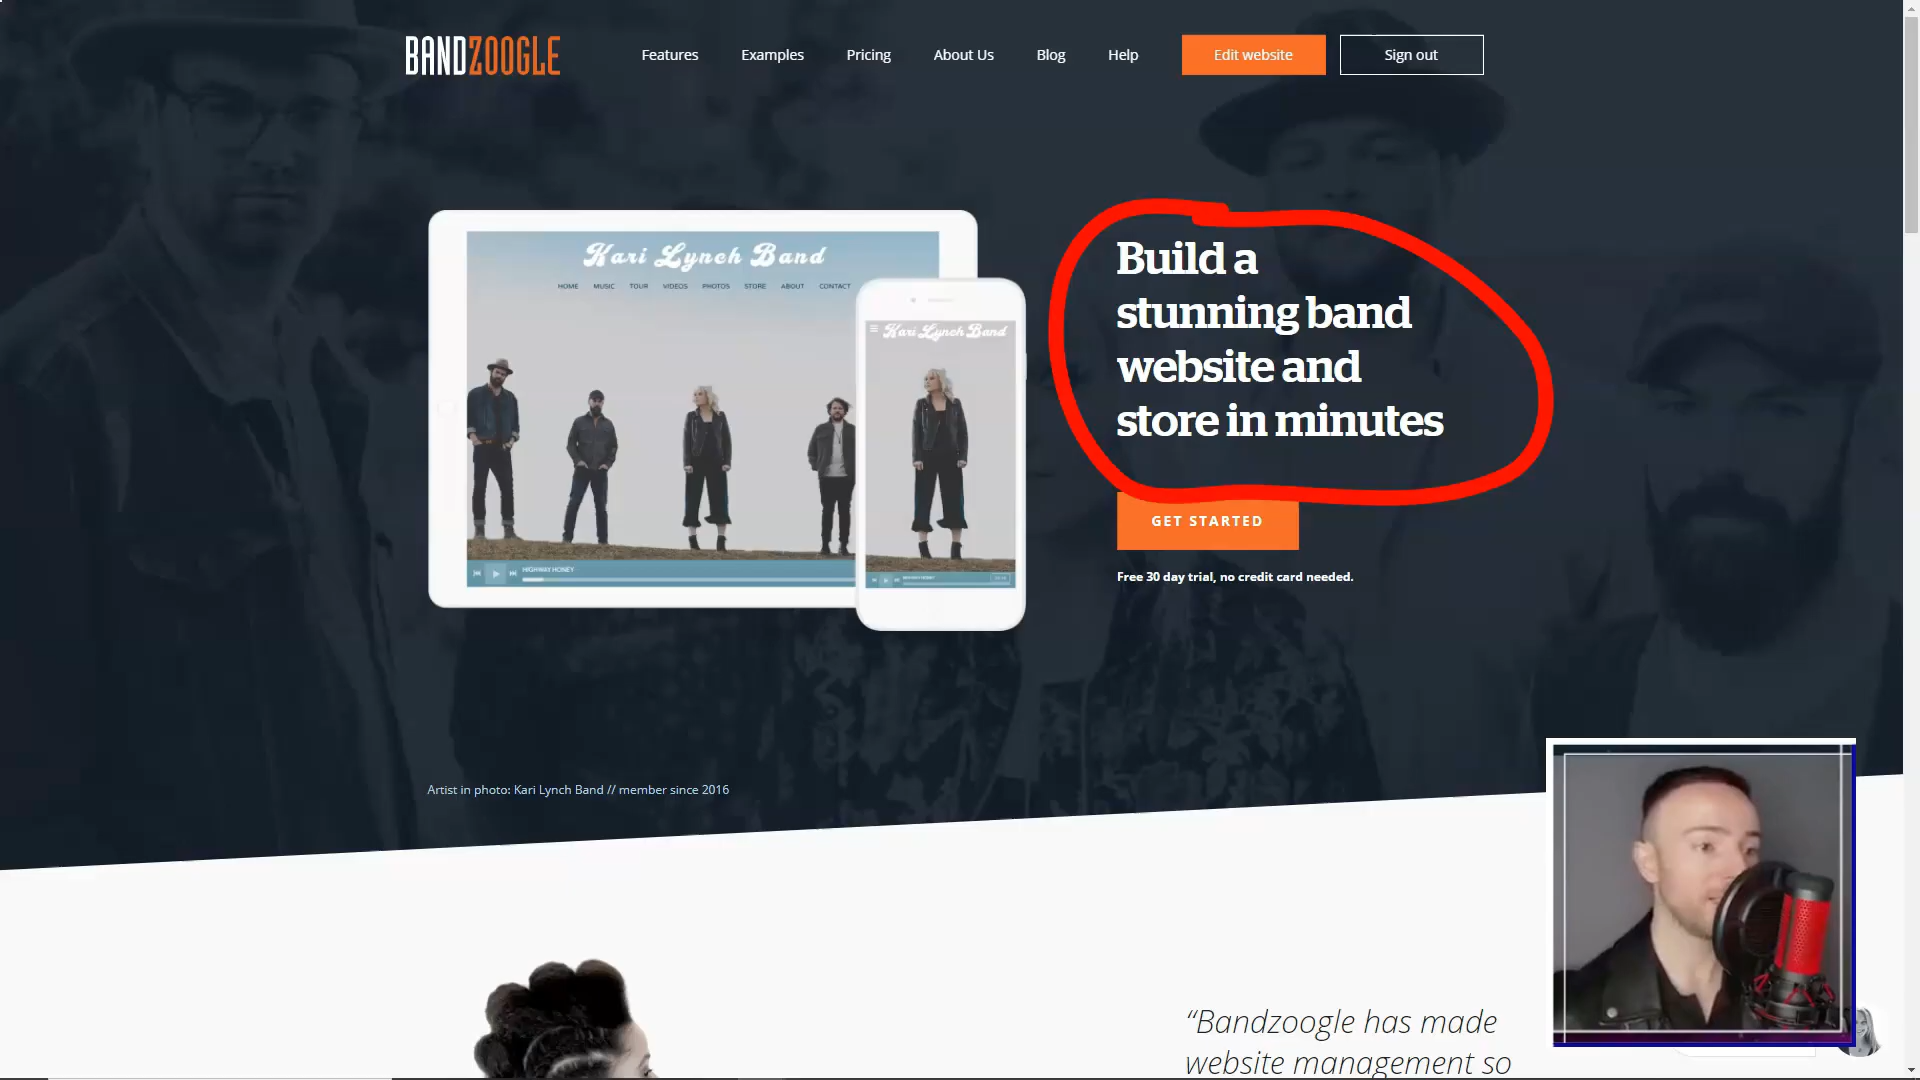 BANDZOOGLE
Features
Examples
Pricing
About Us
Blog
Help
Edit website
Sign out
Kari Lynch Band
HOME
MUSIC
TOUR
VIDEOS
PHOTOS
STORE
ABOUT
CONTACT
Kari Lynch Band
HIGHWAY HONEY
Build a
stunning band
website and
store in minutes
GET STARTED
Free 30 day trial, no credit card needed.
Artist in photo: Kari Lynch Band // member since 2016
“Bandzoogle has made
website management so